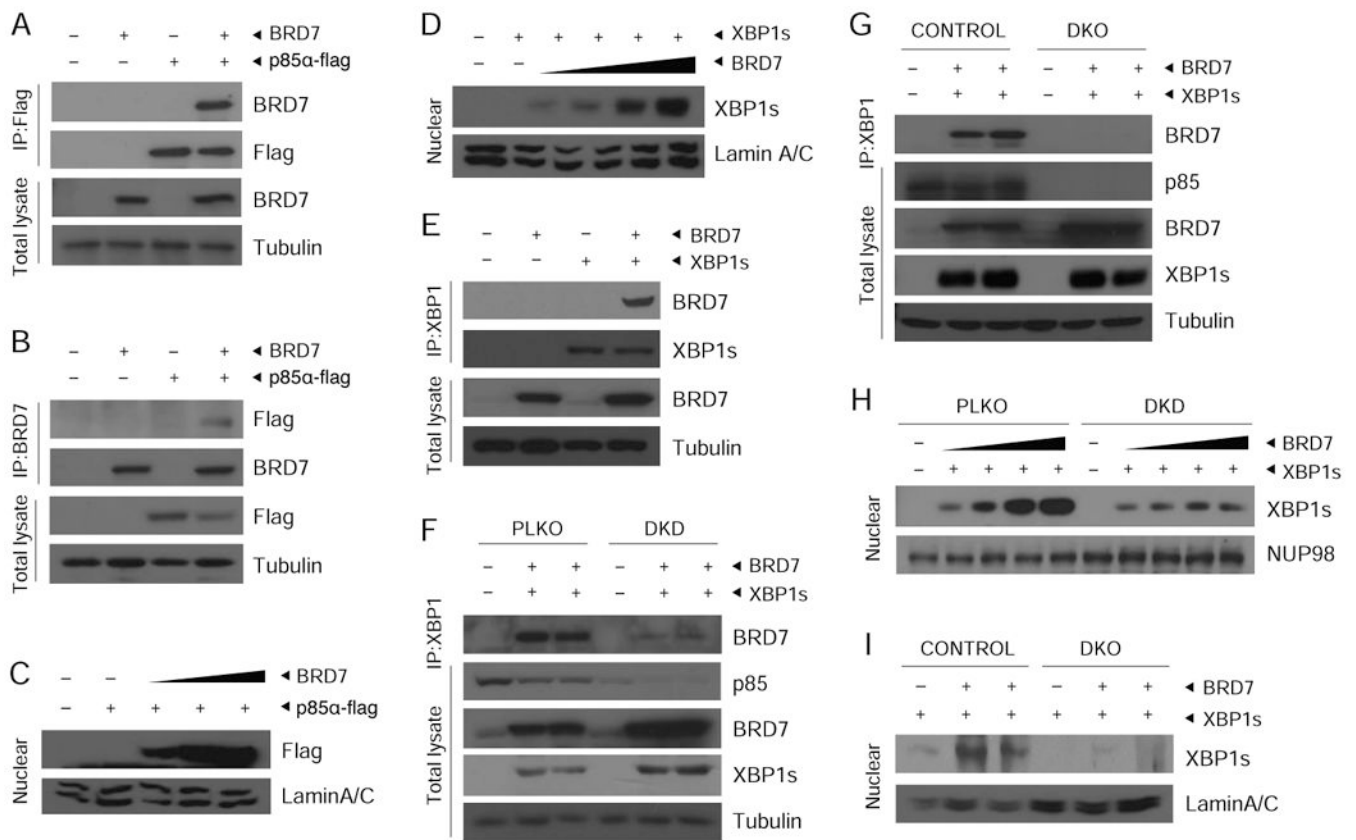 A
– + – + ◄ BRD7
– – + + ◄ p85α-flag
IP:Flag
BRD7
Flag
Total lysate
BRD7
Tubulin
B
– + – + ◄ BRD7
– – + + ◄ p85α-flag
IP:BRD7
Flag
BRD7
Total lysate
Flag
Tubulin
C
– – ◄ BRD7
– + + + + ◄ p85α-flag
Nuclear
Flag
LaminA/C
D
– + + + + + ◄ XBP1s
– – ◄ BRD7
Nuclear
XBP1s
Lamin A/C
E
– + – + ◄ BRD7
– – + + ◄ XBP1s
IP:XBP1
BRD7
XBP1s
Total lysate
BRD7
Tubulin
F
PLKO DKD
– + + – + + ◄ BRD7
– + + – + + ◄ XBP1s
IP:XBP1
BRD7
Total lysate
p85
BRD7
XBP1s
Tubulin
G
CONTROL DKO
– + + – + + ◄ BRD7
– + + – + + ◄ XBP1s
IP:XBP1
BRD7
Total lysate
p85
BRD7
XBP1s
Tubulin
H
PLKO DKD
– – ◄ BRD7
– + + + + – + + + + ◄ XBP1s
Nuclear
XBP1s
NUP98
I
CONTROL DKO
– + + – + + ◄ BRD7
+ + + + + + ◄ XBP1s
Nuclear
XBP1s
LaminA/C